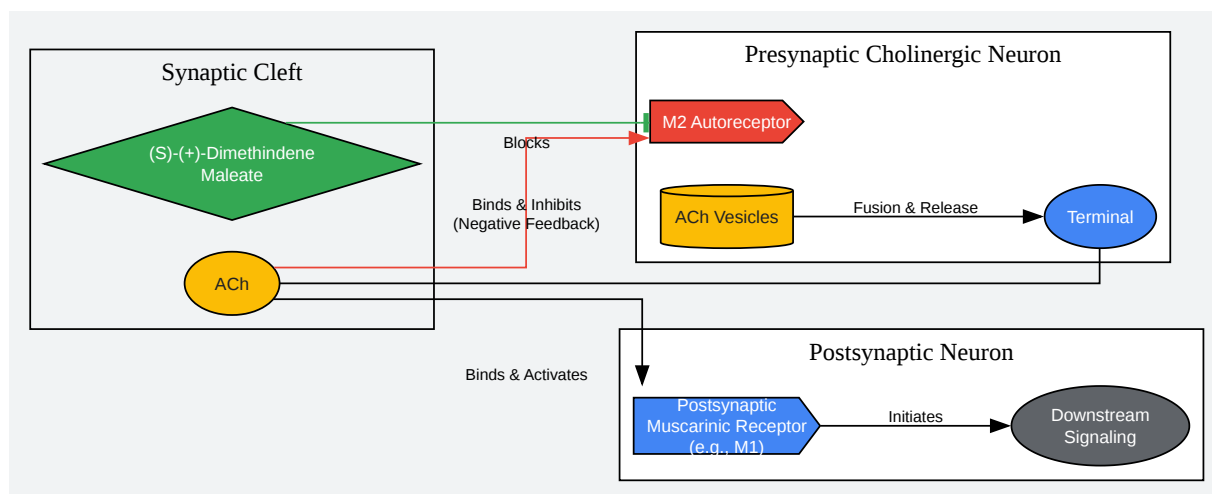 Synaptic Cleft
(S)-(+)-Dimethindene
Maleate
ACh
Blocks
Binds & Inhibits
(Negative Feedback)
Binds & Activates
Presynaptic Cholinergic Neuron
M2 Autoreceptor
ACh Vesicles
Fusion & Release
Terminal
Postsynaptic Neuron
Postsynaptic
Muscarinic Receptor
(e.g., M1)
Initiates
Downstream
Signaling